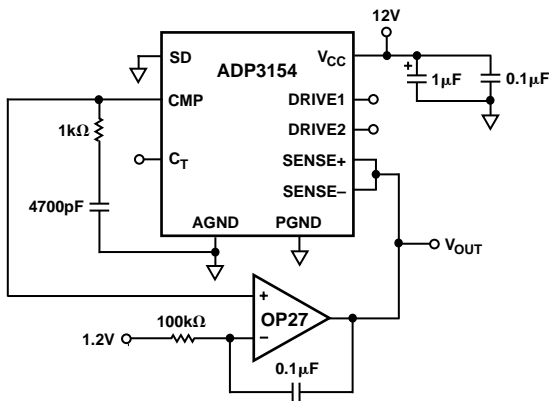 12V
SD
ADP3154
VCC
1μF
0.1μF
CMP
DRIVE1
1kΩ
DRIVE2
CT
SENSE+
4700pF
SENSE–
AGND
PGND
VOUT
+
OP27
100kΩ
1.2V
–
0.1μF